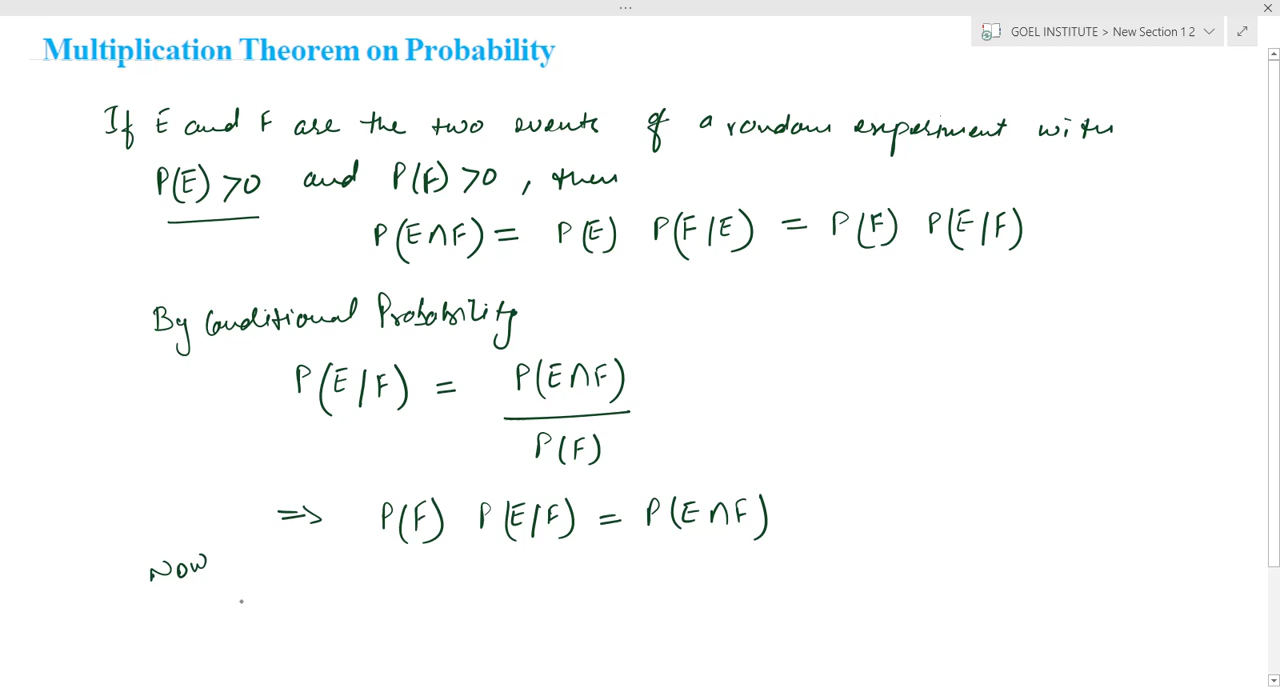 ...
GOEL INSTITUTE > New Section 1 2
Multiplication Theorem on Probability
If E and F are the two events of a random experiment with
P(E) >0 and P(F) >0 , then
P(E∩F) = P(E) P(F/E) = P(F) P(E/F)
By Conditional Probability
P(E/F) = P(E∩F)
P(F)
=> P(F) P(E/F) = P(E∩F)
NOW